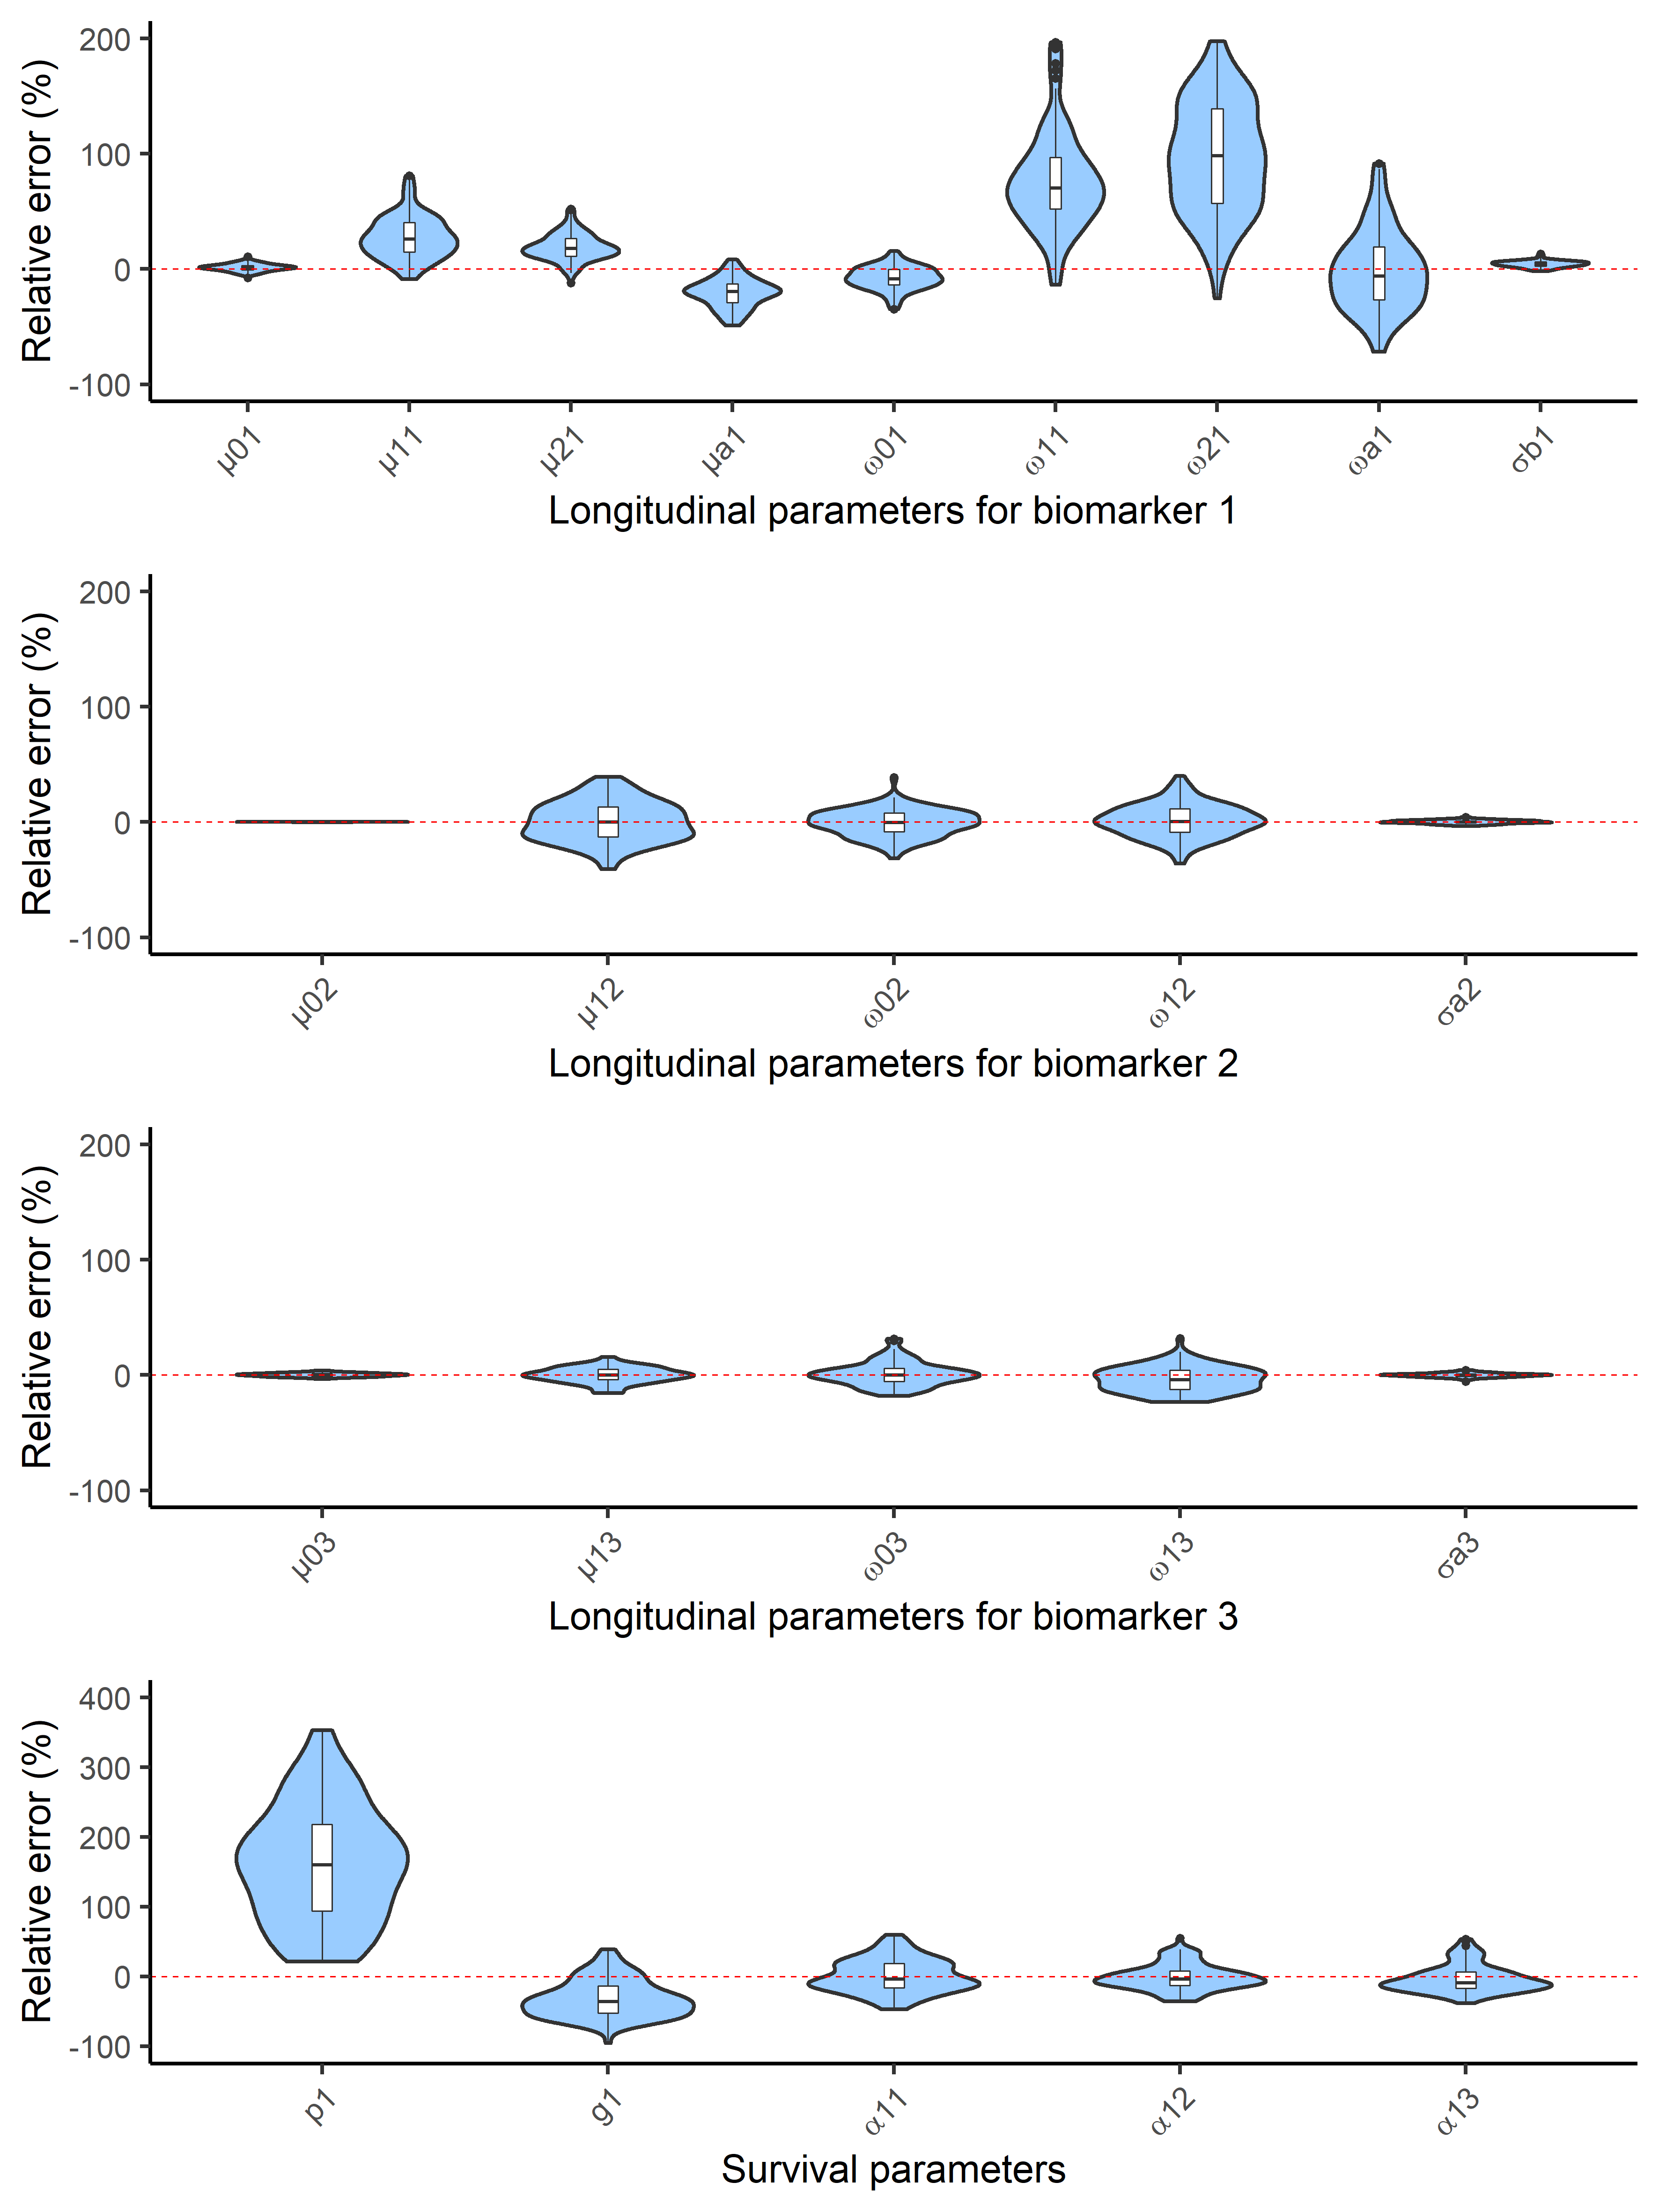 Relative error (%)
200
100
0
-100
μ01 μ11 μ21 μa1 ω01 ω11 ω21 ωa1 σb1
Longitudinal parameters for biomarker 1
Relative error (%)
200
100
0
-100
μ02 μ12 ω02 ω12 σa2
Longitudinal parameters for biomarker 2
Relative error (%)
200
100
0
-100
μ03 μ13 ω03 ω13 σa3
Longitudinal parameters for biomarker 3
Relative error (%)
400
300
200
100
0
-100
p1 g1 α11 α12 α13
Survival parameters